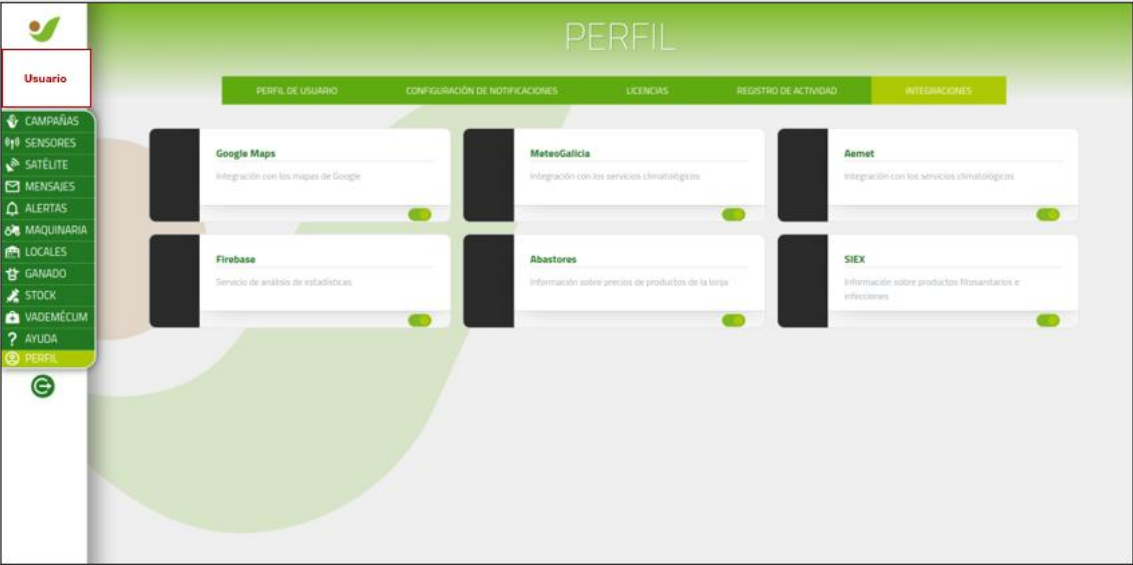 PERFIL
Usuario
PERFIL DE USUARIO
CONFIGURACIÓN DE NOTIFICACIONES
LICENCIAS
REGISTRO DE ACTIVIDAD
INTEGRACIONES
CAMPAÑAS
SENSORES
SATÉLITE
MENSAJES
ALERTAS
MAQUINARIA
LOCALES
GANADO
STOCK
VADEMÉCUM
AYUDA
PERFIL
Google Maps
Integración con los mapas de Google
MeteoGalicia
Integración con los servicios climatológicos
Aemet
Integración con los servicios climatológicos
Firebase
Servicio de análisis de estadísticas
Abastores
Información sobre precios de productos de la lonja
SIEX
Información sobre productos fitosanitarios e
infecciones